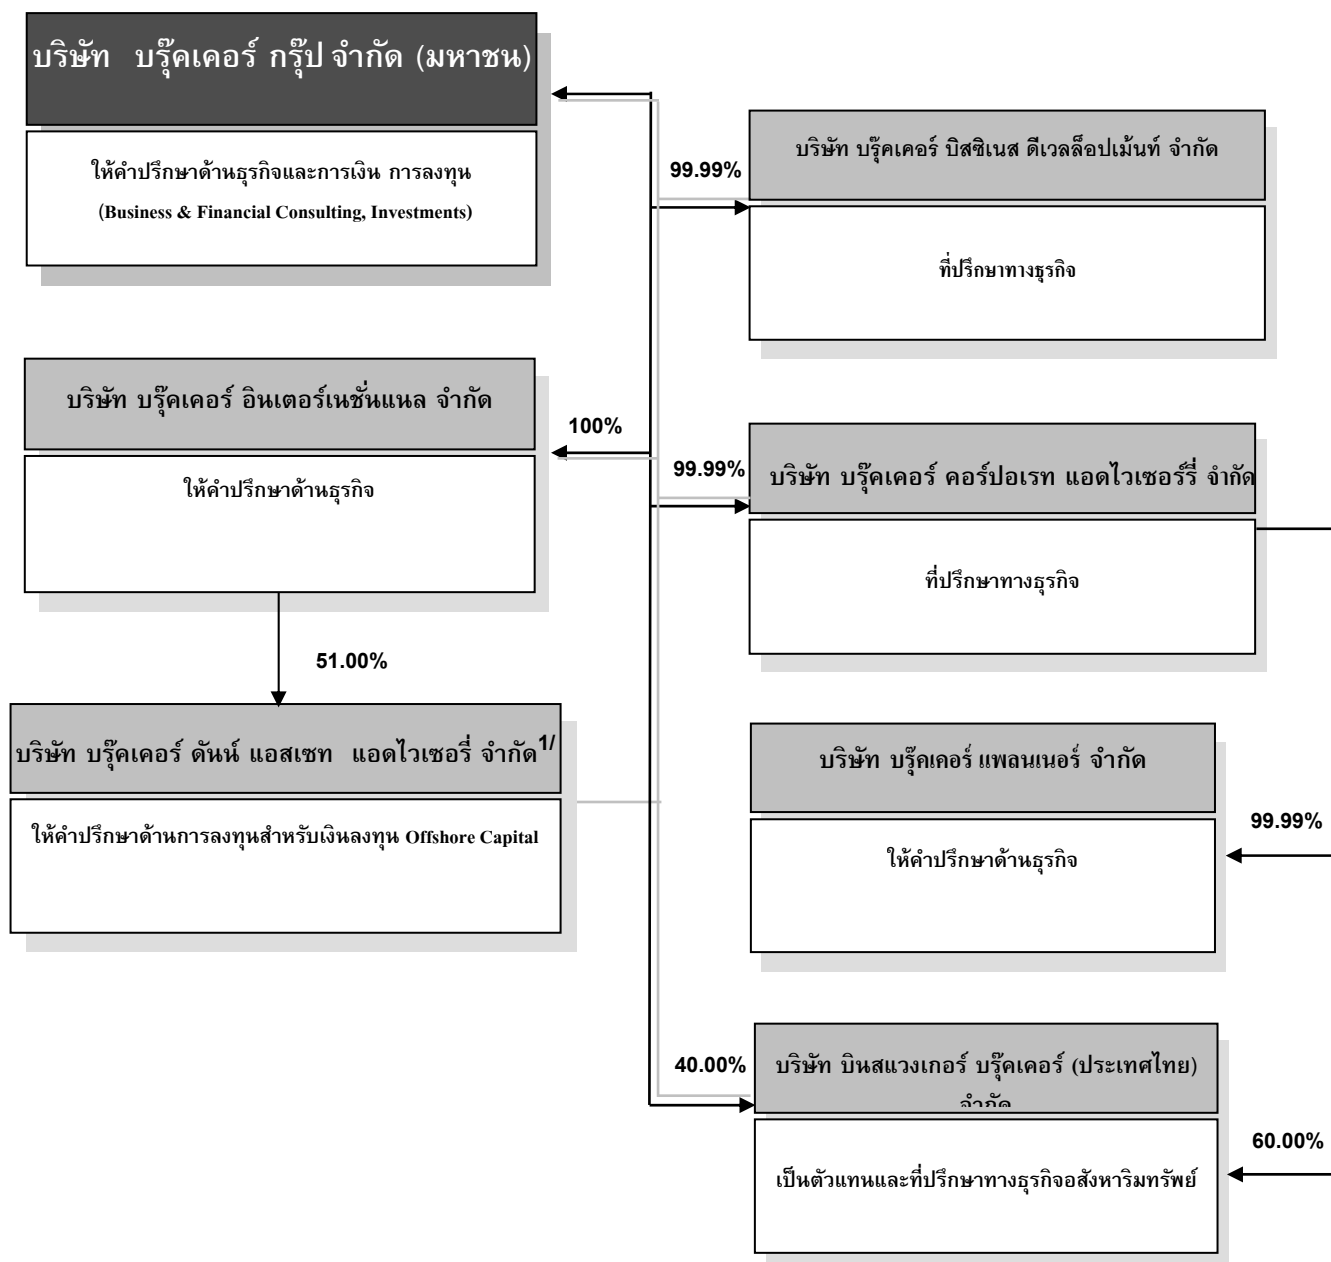 บริษัท บรุ๊คเคอร์ กรุ๊ป จำกัด (มหาชน)
ให้คำปรึกษาด้านธุรกิจและการเงิน การลงทุน
(Business & Financial Consulting, Investments)
99.99%
บริษัท บรุ๊คเคอร์ บิสซิเนส ดีเวลล็อปเม้นท์ จำกัด
ที่ปรึกษาทางธุรกิจ
บริษัท บรุ๊คเคอร์ อินเตอร์เนชั่นแนล จำกัด
ให้คำปรึกษาด้านธุรกิจ
100%
99.99%
บริษัท บรุ๊คเคอร์ คอร์ปอเรท แอดไวเซอร์รี่ จำกัด
ที่ปรึกษาทางธุรกิจ
51.00%
บริษัท บรุ๊คเคอร์ ดันน์ แอสเซท แอดไวเซอรี่ จำกัด1/
ให้คำปรึกษาด้านการลงทุนสำหรับเงินลงทุน Offshore Capital
บริษัท บรุ๊คเคอร์ แพลนเนอร์ จำกัด
ให้คำปรึกษาด้านธุรกิจ
99.99%
40.00%
บริษัท บินสแวงเกอร์ บรุ๊คเคอร์ (ประเทศไทย)
จำกัด
เป็นตัวแทนและที่ปรึกษาทางธุรกิจอสังหาริมทรัพย์
60.00%